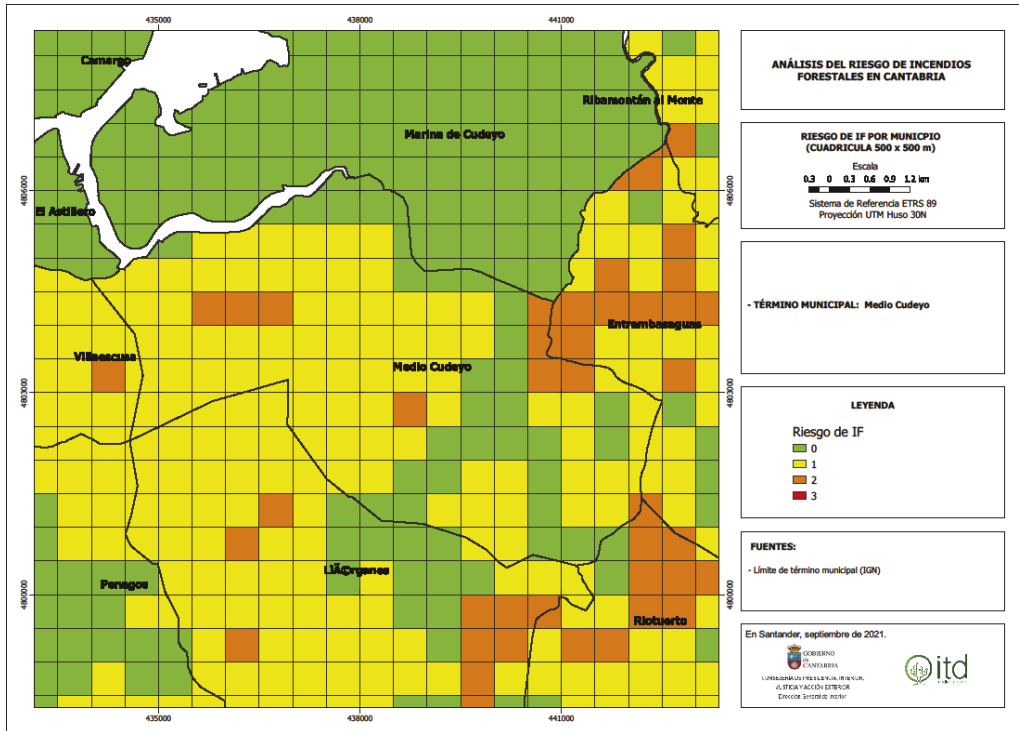 435000
438000
441000
Camargo
Ribamontán al Monte
Marina de Cudeyo
4806000
4806000
El Astillero
Entrambasaguas
Villaescusa
Medio Cudeyo
4803000
4803000
LiÃ©rganes
Penagos
4800000
4800000
Riotuerto
435000
438000
441000
ANÁLISIS DEL RIESGO DE INCENDIOS
FORESTALES EN CANTABRIA
RIESGO DE IF POR MUNICPIO
(CUADRICULA 500 x 500 m)
Escala
0.3 0 0.3 0.6 0.9 1.2 km
Sistema de Referencia ETRS 89
Proyección UTM Huso 30N
- TÉRMINO MUNICIPAL: Medio Cudeyo
LEYENDA
Riesgo de IF
0
1
2
3
FUENTES:
- Límite de término municipal (IGN)
En Santander, septiembre de 2021.
GOBIERNO
de
CANTABRIA
CONSEJERÍA DE PRESIDENCIA, INTERIOR,
JUSTICIA Y ACCIÓN EXTERIOR
Dirección General de Interior
itd